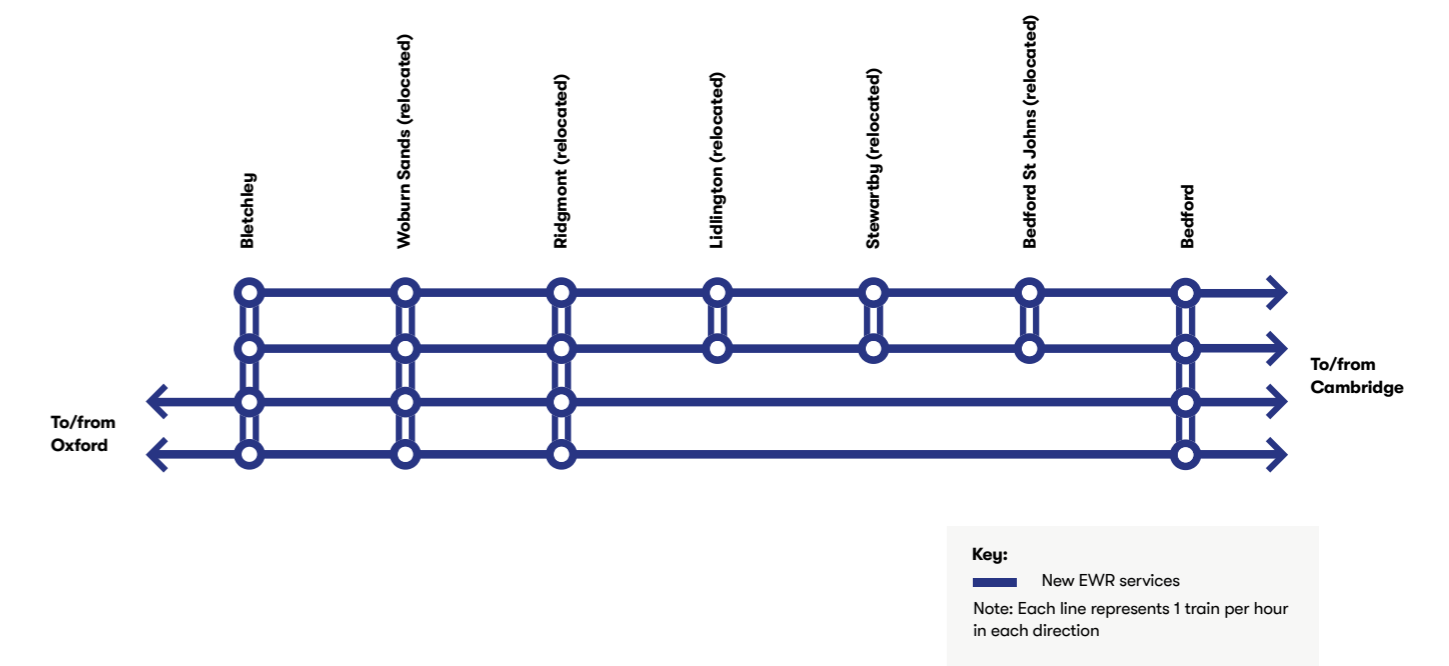 Bletchley
Woburn Sands (relocated)
Ridgmont (relocated)
Lidlington (relocated)
Stewartby (relocated)
Bedford St Johns (relocated)
Bedford
To/from
Oxford
To/from
Cambridge
Key:
New EWR services
Note: Each line represents 1 train per hour
in each direction